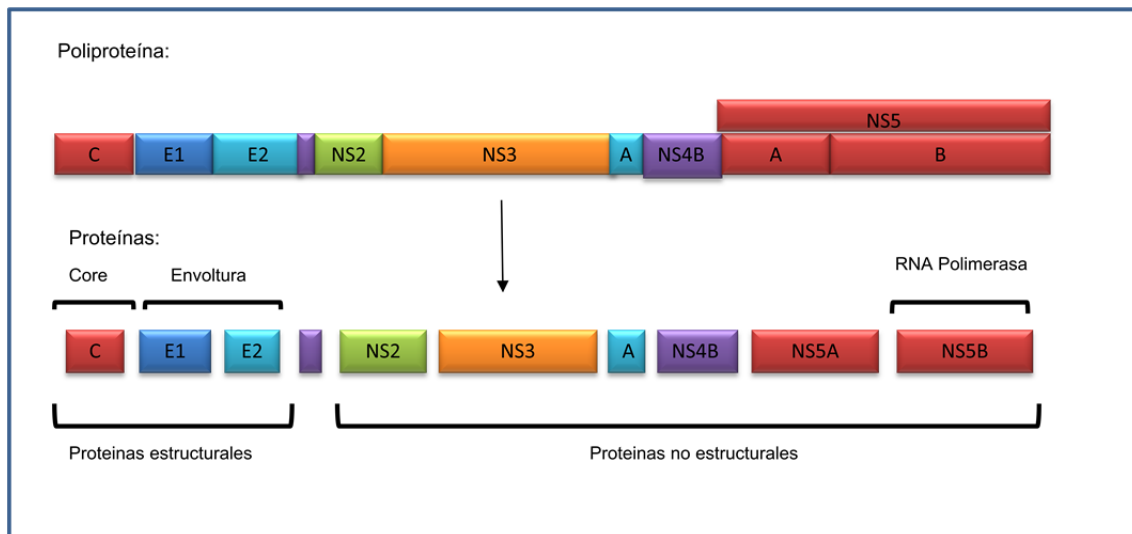 Poliproteína:
NS5
C E1 E2 NS2 NS3 A NS4B A B
Proteínas:
Core Envoltura RNA Polimerasa
C E1 E2 NS2 NS3 A NS4B NS5A NS5B
Proteinas estructurales Proteinas no estructurales